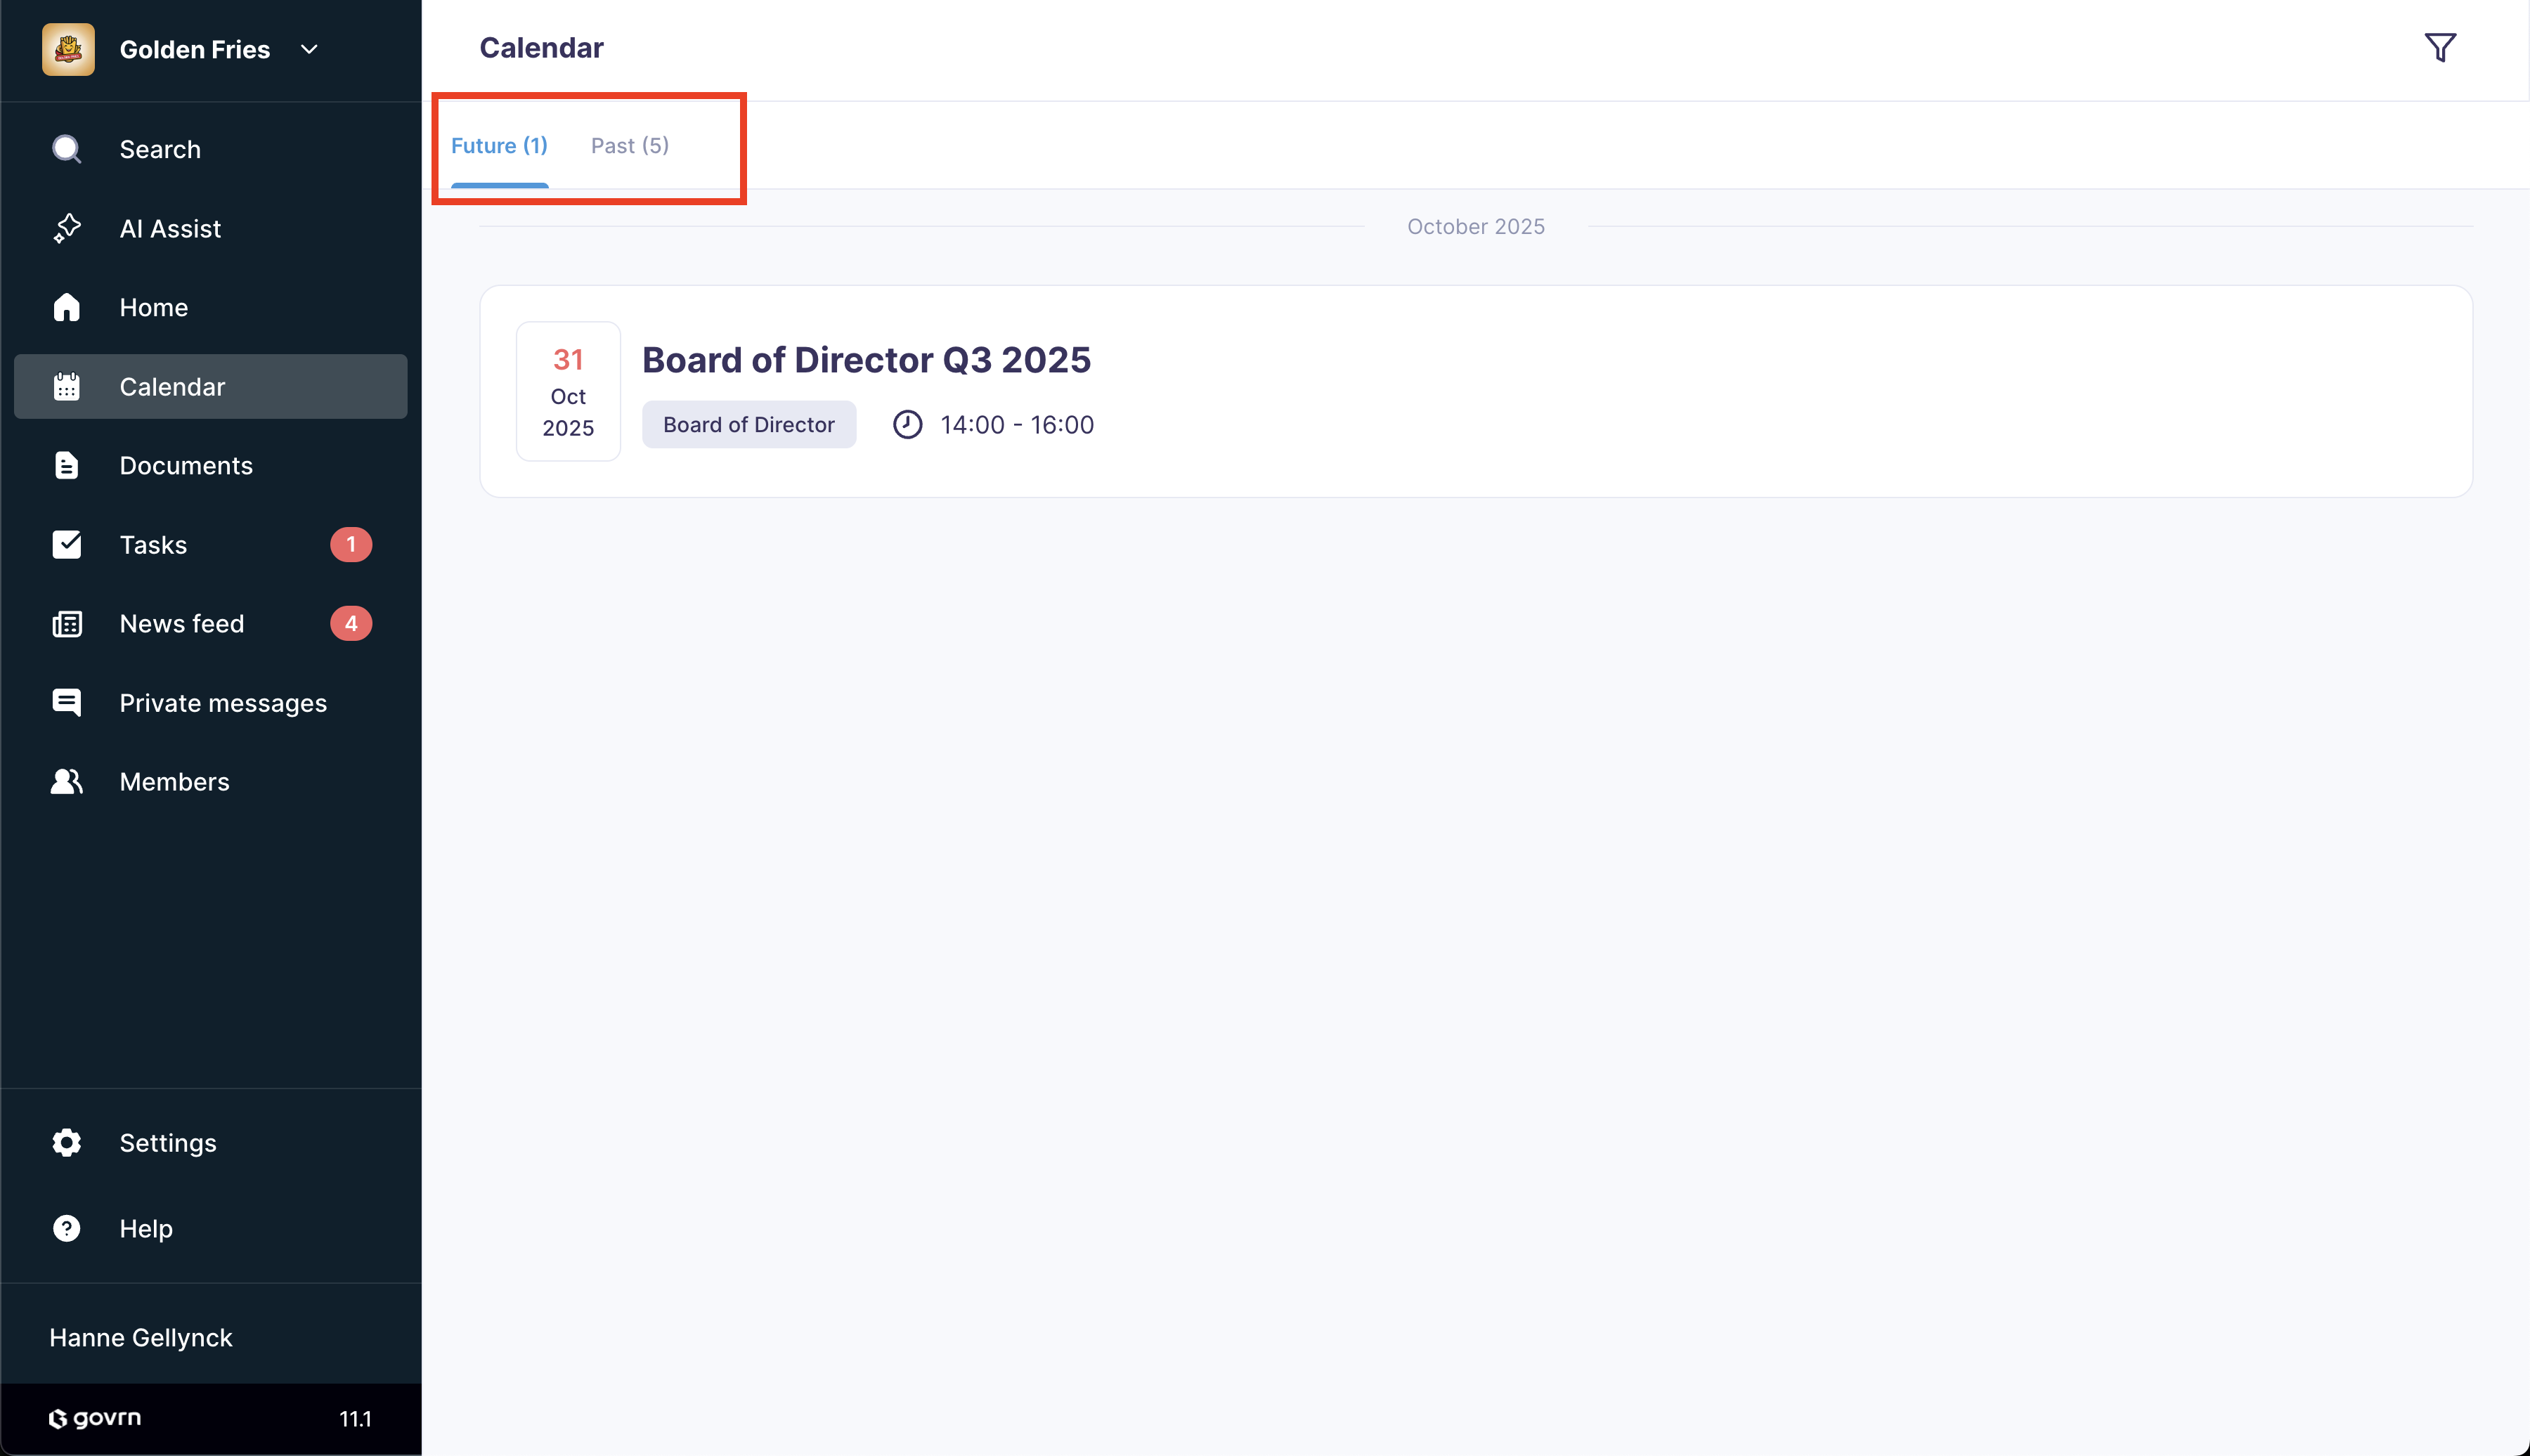 Golden Fries
Search
AI Assist
Home
Calendar
Documents
Tasks
1
News feed
4
Private messages
Members
Settings
Help
Hanne Gellynck
govrn
11.1
Calendar
Future (1)
Past (5)
October 2025
31
Oct
2025
Board of Director Q3 2025
Board of Director
14:00 - 16:00